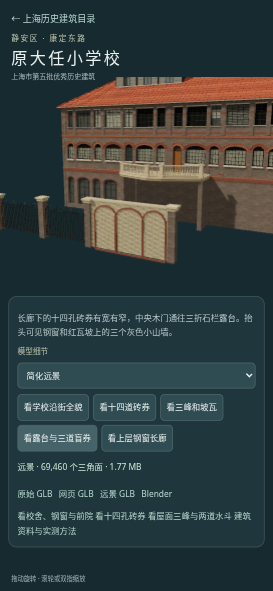 ← 上海历史建筑目录
静安区 · 康定东路
原大任小学校
上海市第五批优秀历史建筑
长廊下的十四孔砖券有宽有窄，中央木门通往三折石栏露台。抬
头可见钢窗和红瓦坡上的三个灰色小山墙。
模型细节
简化远景
看学校沿街全貌
看十四道砖券
看三峰和坡瓦
看露台与三道盲券
看上层钢窗长廊
远景 · 69,460 个三角面 · 1.77 MB
原始 GLB 网页 GLB 远景 GLB Blender
看校舍、钢窗与前院 看十四孔砖券 看屋面三峰与两道水斗 建筑
资料与实测方法
拖动旋转 · 滚轮或双指缩放